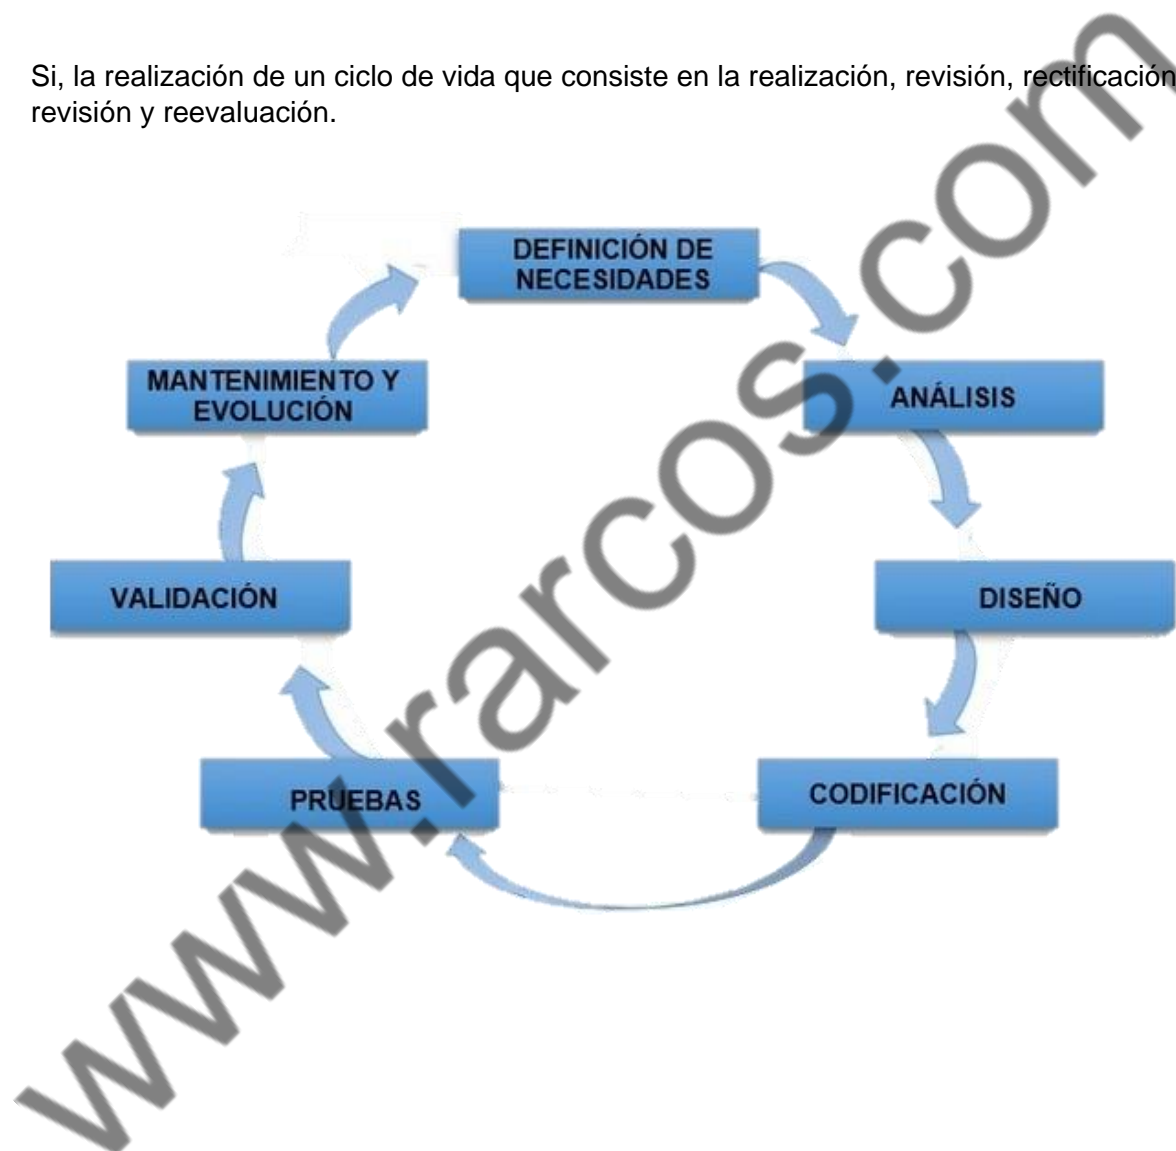 Si, la realización de un ciclo de vida que consiste en la realización, revisión, rectificación
revisión y reevaluación.
DEFINICIÓN DE
NECESIDADES
ANÁLISIS
DISEÑO
CODIFICACIÓN
PRUEBAS
VALIDACIÓN
MANTENIMIENTO Y
EVOLUCIÓN
www.rarcos.com